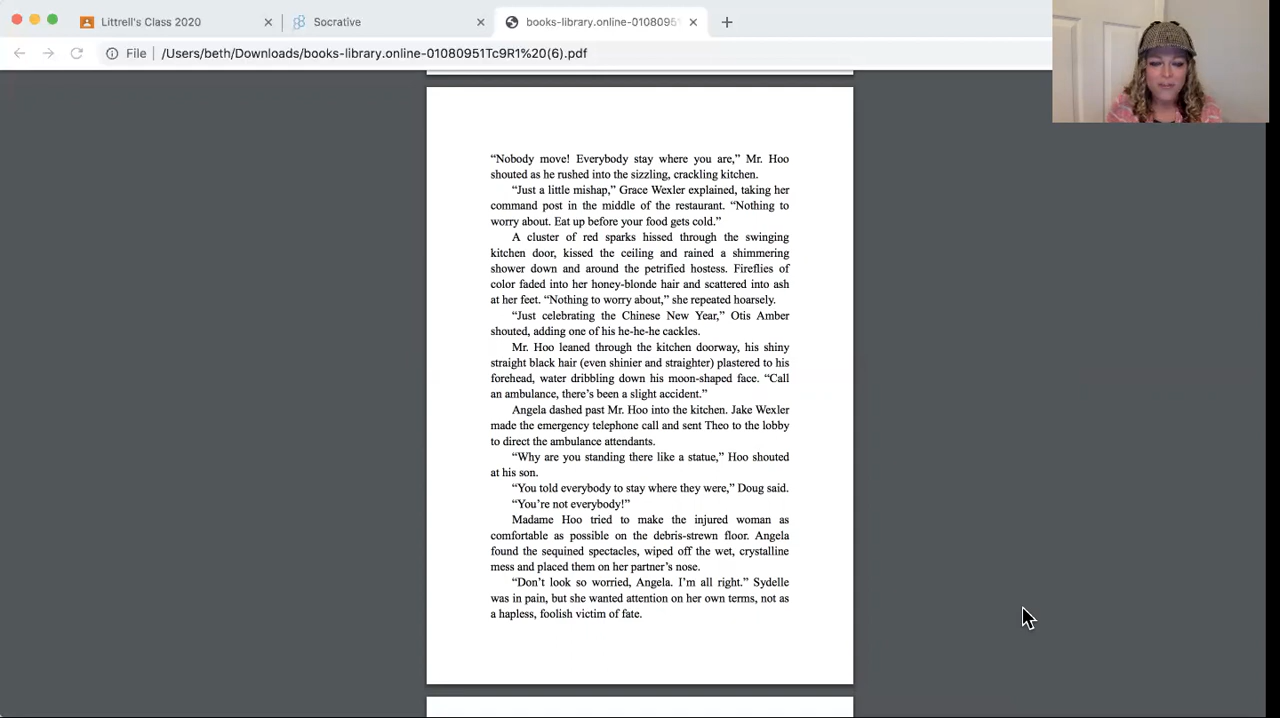 Littrell's Class 2020
Socrative
books-library.online-0108095
File
/Users/beth/Downloads/books-library.online-01080951Tc9R1%20(6).pdf
“Nobody move! Everybody stay where you are,” Mr. Hoo
shouted as he rushed into the sizzling, crackling kitchen.
“Just a little mishap,” Grace Wexler explained, taking her
command post in the middle of the restaurant. “Nothing to
worry about. Eat up before your food gets cold.”
A cluster of red sparks hissed through the swinging
kitchen door, kissed the ceiling and rained a shimmering
shower down and around the petrified hostess. Fireflies of
color faded into her honey-blonde hair and scattered into ash
at her feet. “Nothing to worry about,” she repeated hoarsely.
“Just celebrating the Chinese New Year,” Otis Amber
shouted, adding one of his he-he-he cackles.
Mr. Hoo leaned through the kitchen doorway, his shiny
straight black hair (even shinier and straighter) plastered to his
forehead, water dribbling down his moon-shaped face. “Call
an ambulance, there’s been a slight accident.”
Angela dashed past Mr. Hoo into the kitchen. Jake Wexler
made the emergency telephone call and sent Theo to the lobby
to direct the ambulance attendants.
“Why are you standing there like a statue,” Hoo shouted
at his son.
“You told everybody to stay where they were,” Doug said.
“You’re not everybody!”
Madame Hoo tried to make the injured woman as
comfortable as possible on the debris-strewn floor. Angela
found the sequined spectacles, wiped off the wet, crystalline
mess and placed them on her partner’s nose.
“Don’t look so worried, Angela. I’m all right.” Sydelle
was in pain, but she wanted attention on her own terms, not as
a hapless, foolish victim of fate.